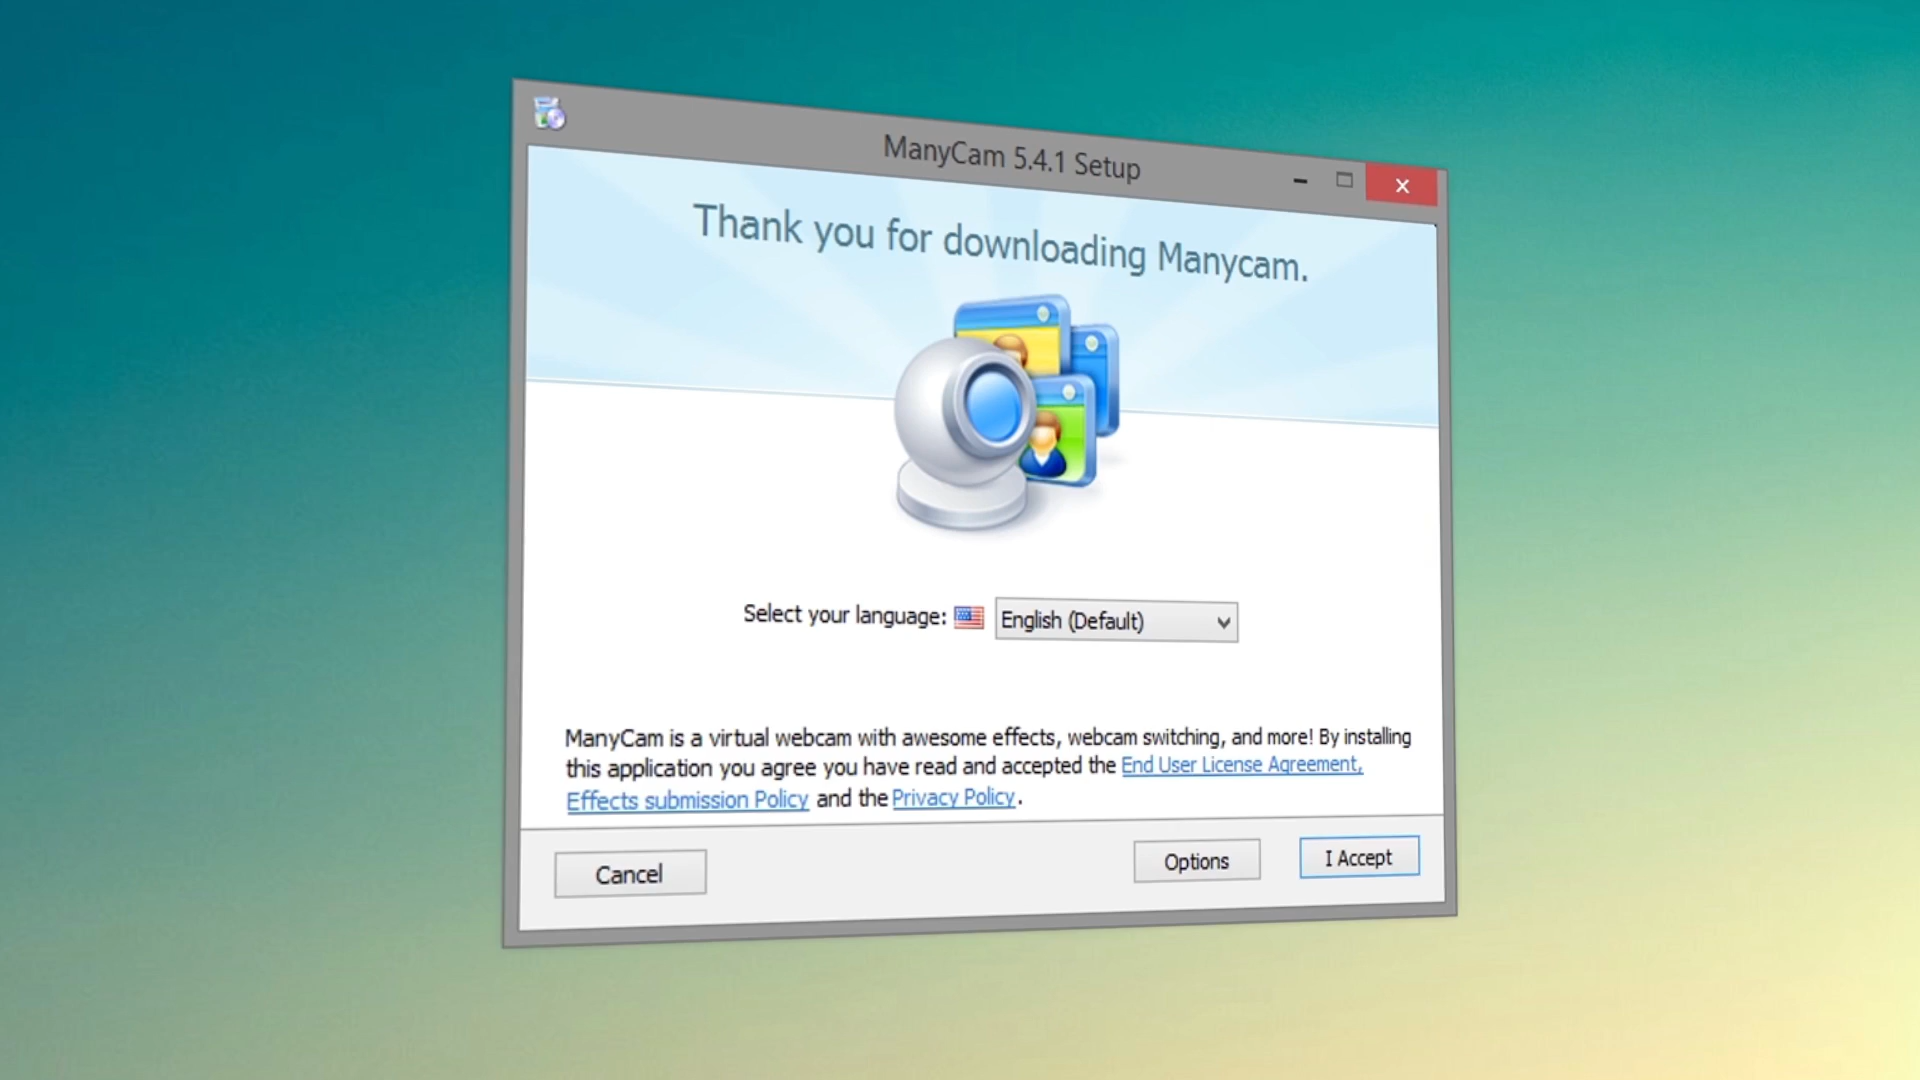 ManyCam 5.4.1 Setup
Thank you for downloading Manycam.
Select your language: English (Default)
ManyCam is a virtual webcam with awesome effects, webcam switching, and more! By installing
this application you agree you have read and accepted the End User License Agreement,
Effects submission Policy and the Privacy Policy.
Cancel
Options
I Accept